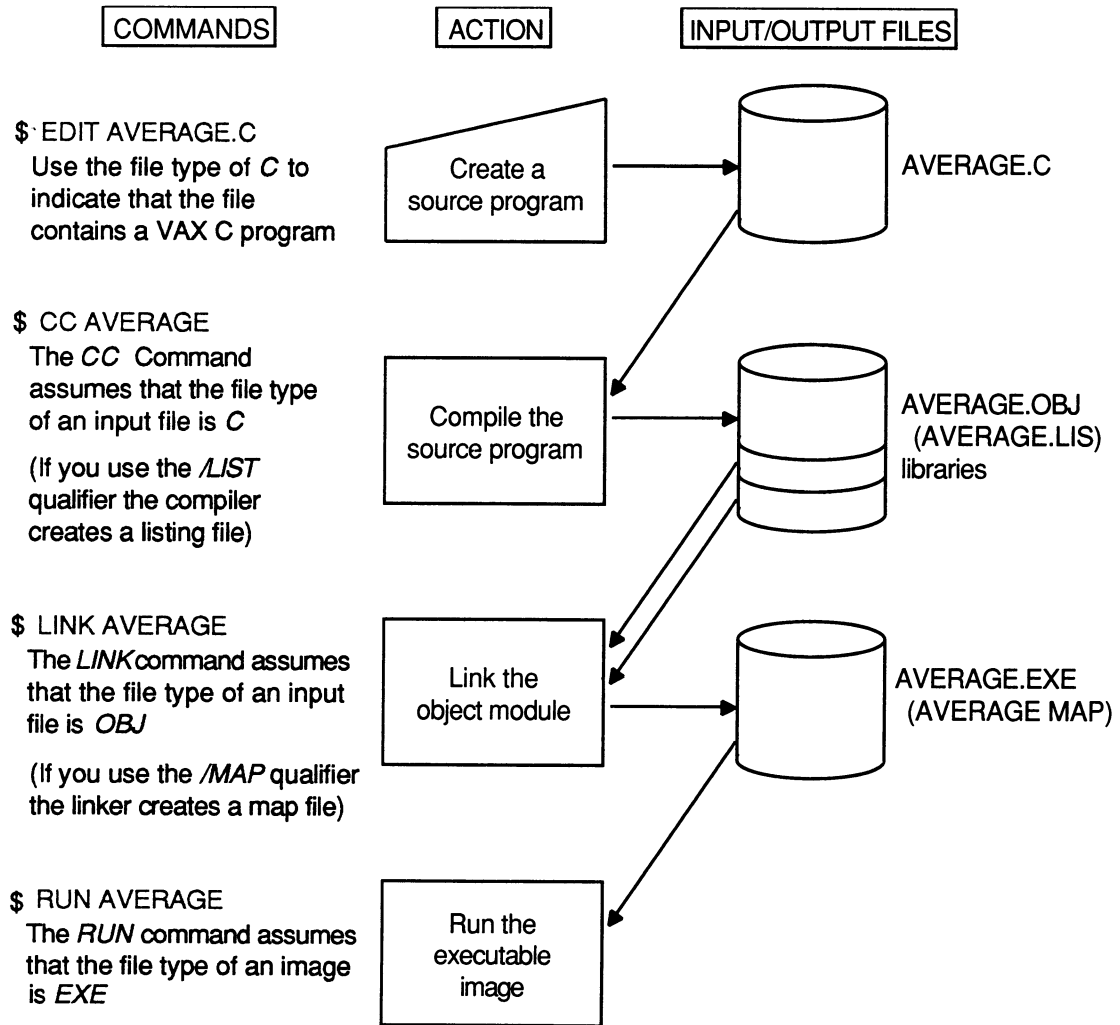 COMMANDS
ACTION
INPUT/OUTPUT FILES
$ EDIT AVERAGE.C
Use the file type of C to
indicate that the file
contains a VAX C program
Create a
source program
AVERAGE.C
$ CC AVERAGE
The CC Command
assumes that the file type
of an input file is C
(If you use the /LIST
qualifier the compiler
creates a listing file)
Compile the
source program
AVERAGE.OBJ
(AVERAGE.LIS)
libraries
$ LINK AVERAGE
The LINK command assumes
that the file type of an input
file is OBJ
(If you use the /MAP qualifier
the linker creates a map file)
Link the
object module
AVERAGE.EXE
(AVERAGE MAP)
$ RUN AVERAGE
The RUN command assumes
that the file type of an image
is EXE
Run the
executable
image